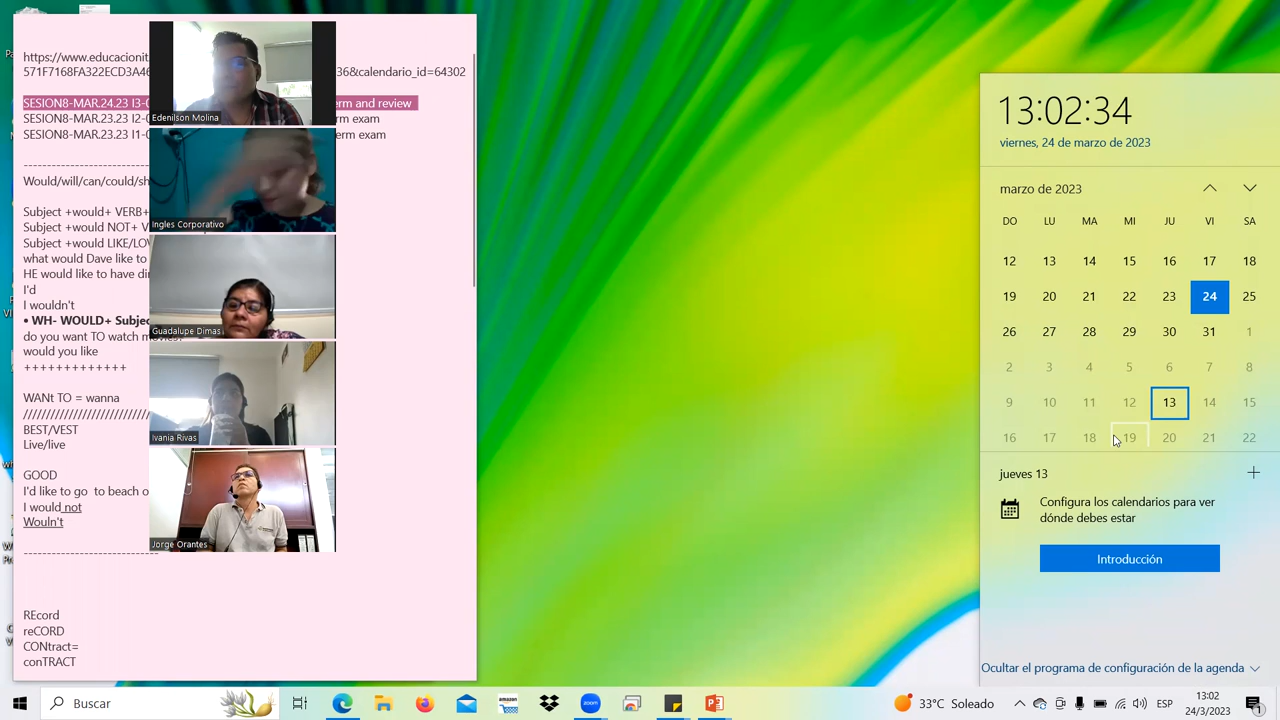 https://www.educacionit
571F7168FA322ECD3A46
36&calendario_id=64302
SESION8-MAR.24.23 I3-
erm and review
SESION8-MAR.23.23 I2-
rm exam
SESION8-MAR.23.23 I1-0
erm exam
----------------------------
Would/will/can/could/sh
Subject +would+ VERB+
Subject +would NOT+ V
Subject +would LIKE/LOV
what would Dave like to
HE would like to have din
I'd
I wouldn't
• WH- WOULD+ Subjec
do you want TO watch movies?
would you like
+++++++++++++
WANt TO = wanna
////////////////////////////
BEST/VEST
Live/live
GOOD
I'd like to go  to beach o
I would not
Wouln't
----------------------------
REcord
reCORD
CONtract=
conTRACT
Edenilson Molina
Ingles Corporativo
Guadalupe Dimas
Ivania Rivas
Jorge Orantes
13:02:34
viernes, 24 de marzo de 2023
marzo de 2023
DO LU MA MI JU VI SA
12 13 14 15 16 17 18
19 20 21 22 23 24 25
26 27 28 29 30 31 1
2 3 4 5 6 7 8
9 10 11 12 13 14 15
16 17 18 19 20 21 22
jueves 13
Configura los calendarios para ver
dónde debes estar
Introducción
Ocultar el programa de configuración de la agenda
Buscar
amazon
zoom
33°C Soleado
ESP
24/3/2023
1